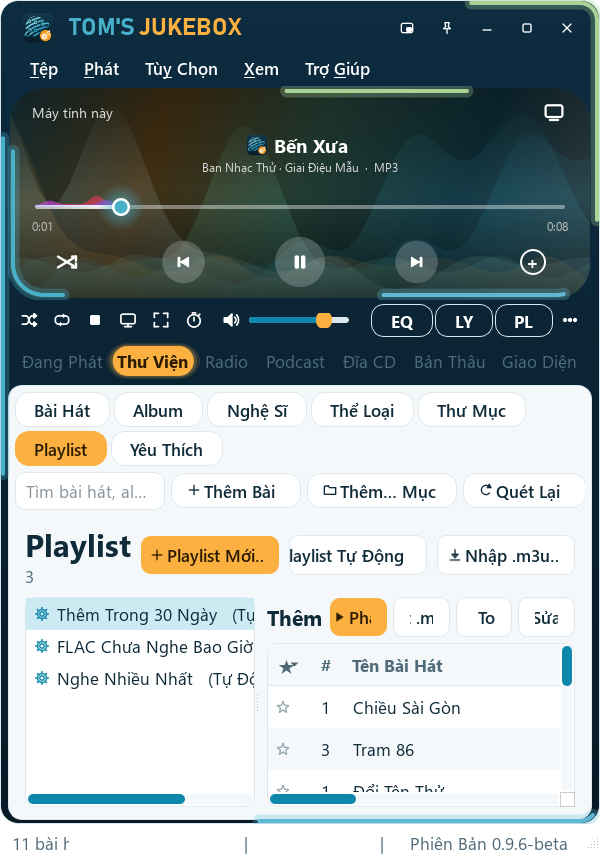 TOM'S JUKEBOX
Tệp Phát Tùy Chọn Xem Trợ Giúp
Máy tính này
Bến Xưa
Ban Nhạc Thử · Giai Điệu Mẫu · MP3
0:01 0:08
EQ LY PL
Đang Phát Thư Viện Radio Podcast Đĩa CD Bản Thâu Giao Diện
Bài Hát Album Nghệ Sĩ Thể Loại Thư Mục
Playlist Yêu Thích
Tìm bài hát, al... + Thêm Bài Thêm... Mục Quét Lại
Playlist + Playlist Mới.. laylist Tự Động Nhập .m3u..
3
Thêm Trong 30 Ngày (Tự
FLAC Chưa Nghe Bao Giờ
Nghe Nhiều Nhất (Tự Độ
Thêm Phá .m To Sửa
# Tên Bài Hát
1 Chiều Sài Gòn
3 Tram 86
1 Đổi Tên Thử
11 bài h | | Phiên Bản 0.9.6-beta